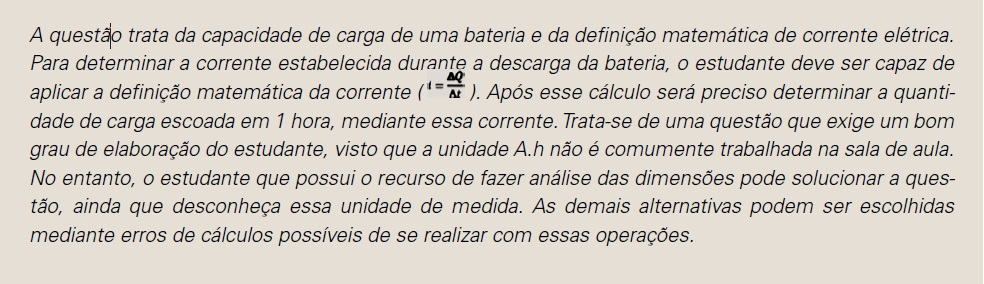 A questão trata da capacidade de carga de uma bateria e da definição matemática de corrente elétrica.
Para determinar a corrente estabelecida durante a descarga da bateria, o estudante deve ser capaz de
aplicar a definição matemática da corrente ( i = ΔQ/Δt ). Após esse cálculo será preciso determinar a quanti-
dade de carga escoada em 1 hora, mediante essa corrente. Trata-se de uma questão que exige um bom
grau de elaboração do estudante, visto que a unidade A.h não é comumente trabalhada na sala de aula.
No entanto, o estudante que possui o recurso de fazer análise das dimensões pode solucionar a ques-
tão, ainda que desconheça essa unidade de medida. As demais alternativas podem ser escolhidas
mediante erros de cálculos possíveis de se realizar com essas operações.